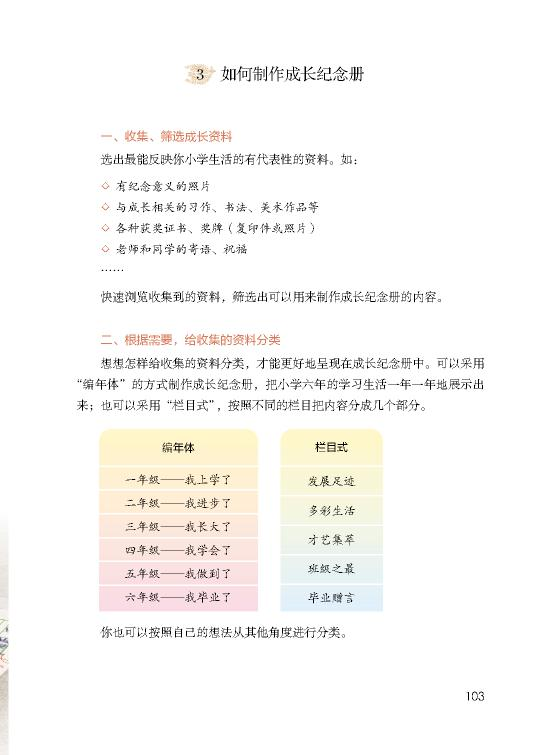 3 如何制作成长纪念册
一、收集、筛选成长资料
选出最能反映你小学生活的有代表性的资料。如：
◇ 有纪念意义的照片
◇ 与成长相关的习作、书法、美术作品等
◇ 各种获奖证书、奖牌（复印件或照片）
◇ 老师和同学的寄语、祝福
……
快速浏览收集到的资料，筛选出可以用来制作成长纪念册的内容。
二、根据需要，给收集的资料分类
想想怎样给收集的资料分类，才能更好地呈现在成长纪念册中。可以采用
“编年体”的方式制作成长纪念册，把小学六年的学习生活一年一年地展示出
来；也可以采用“栏目式”，按照不同的栏目把内容分成几个部分。
编年体
一年级——我上学了
二年级——我进步了
三年级——我长大了
四年级——我学会了
五年级——我做到了
六年级——我毕业了
栏目式
发展足迹
多彩生活
才艺集萃
班级之最
毕业赠言
你也可以按照自己的想法从其他角度进行分类。
103